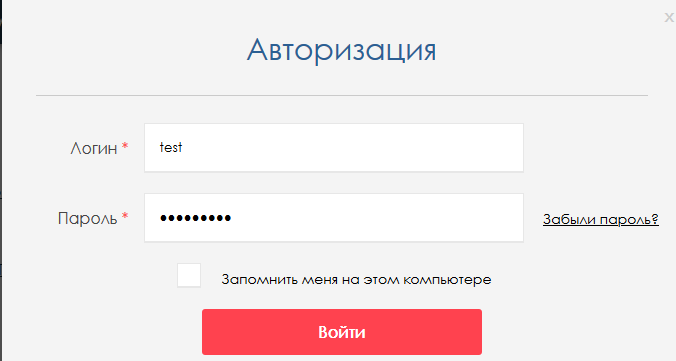 x
Авторизация
Логин *
test
Пароль *
•••••••••
Забыли пароль?
Запомнить меня на этом компьютере
Войти